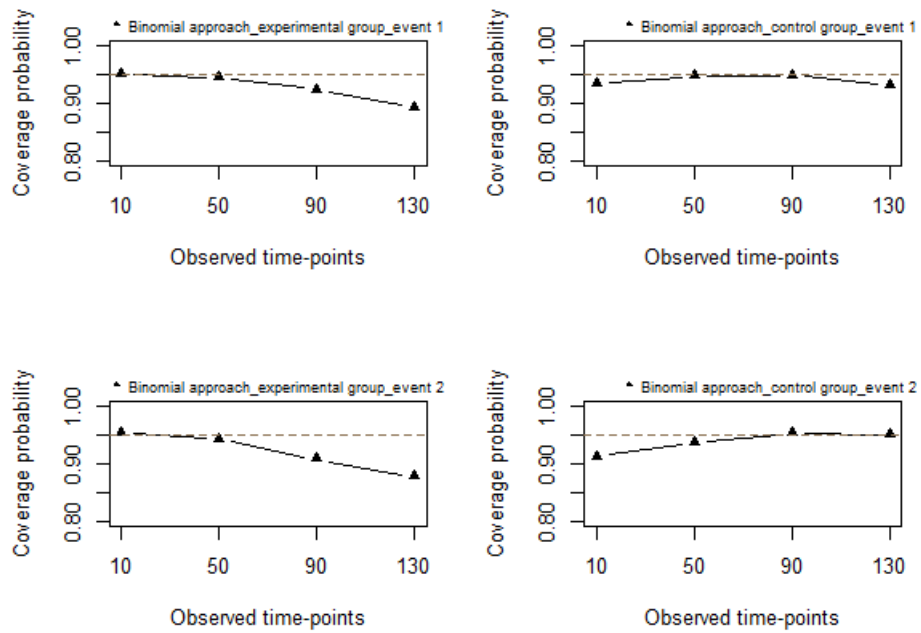 Binomial approach_experimental group_event 1
Coverage probability
1.00
0.90
0.80
10 50 90 130
Observed time-points
Binomial approach_control group_event 1
Coverage probability
1.00
0.90
0.80
10 50 90 130
Observed time-points
Binomial approach_experimental group_event 2
Coverage probability
1.00
0.90
0.80
10 50 90 130
Observed time-points
Binomial approach_control group_event 2
Coverage probability
1.00
0.90
0.80
10 50 90 130
Observed time-points